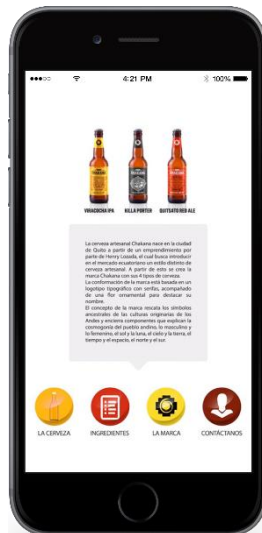 4:21 PM
100%
VIRACOCHA IPA KILLA PORTER QUITSATO RED ALE
La cerveza artesanal Chakana nace en la ciudad
de Quito a partir de un emprendimiento por
parte de Henry Lozada, el cual busca introducir
en el mercado ecuatoriano un estilo distinto de
cerveza artesanal. A partir de esto se crea la
marca Chakana con sus 4 tipos de cerveza.
La conformación de la marca está basada en un
logotipo tipográfico con serifas, acompañado
de una flor ornamental para destacar su
nombre.
El concepto de la marca rescata los símbolos
ancestrales de las culturas originarias de los
Andes y encierra componentes que explican la
cosmogonía del pueblo andino, lo masculino y
lo femenino, el sol y la luna, el cielo y la tierra, el
tiempo y el espacio, el norte y el sur.
LA CERVEZA INGREDIENTES LA MARCA CONTÁCTANOS